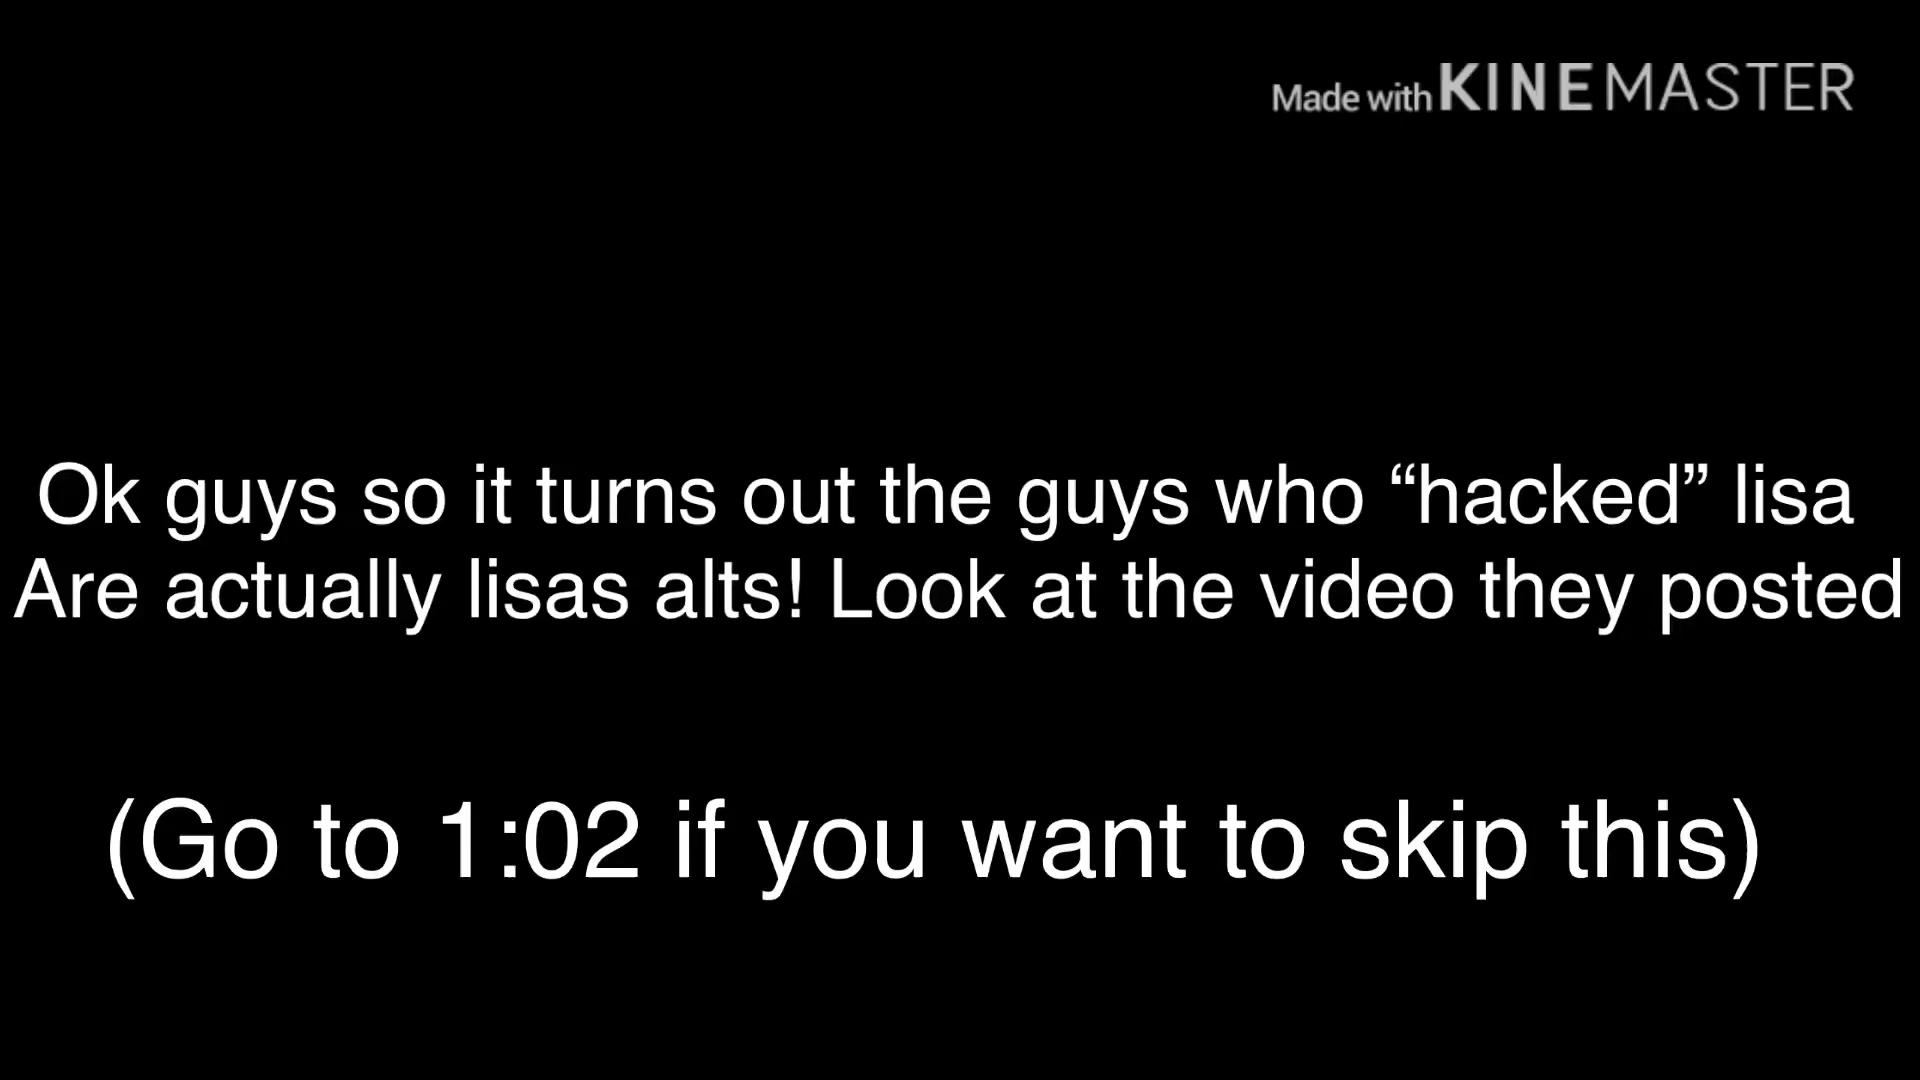 Made with KINEMASTER
Ok guys so it turns out the guys who “hacked” lisa
Are actually lisas alts! Look at the video they posted
(Go to 1:02 if you want to skip this)